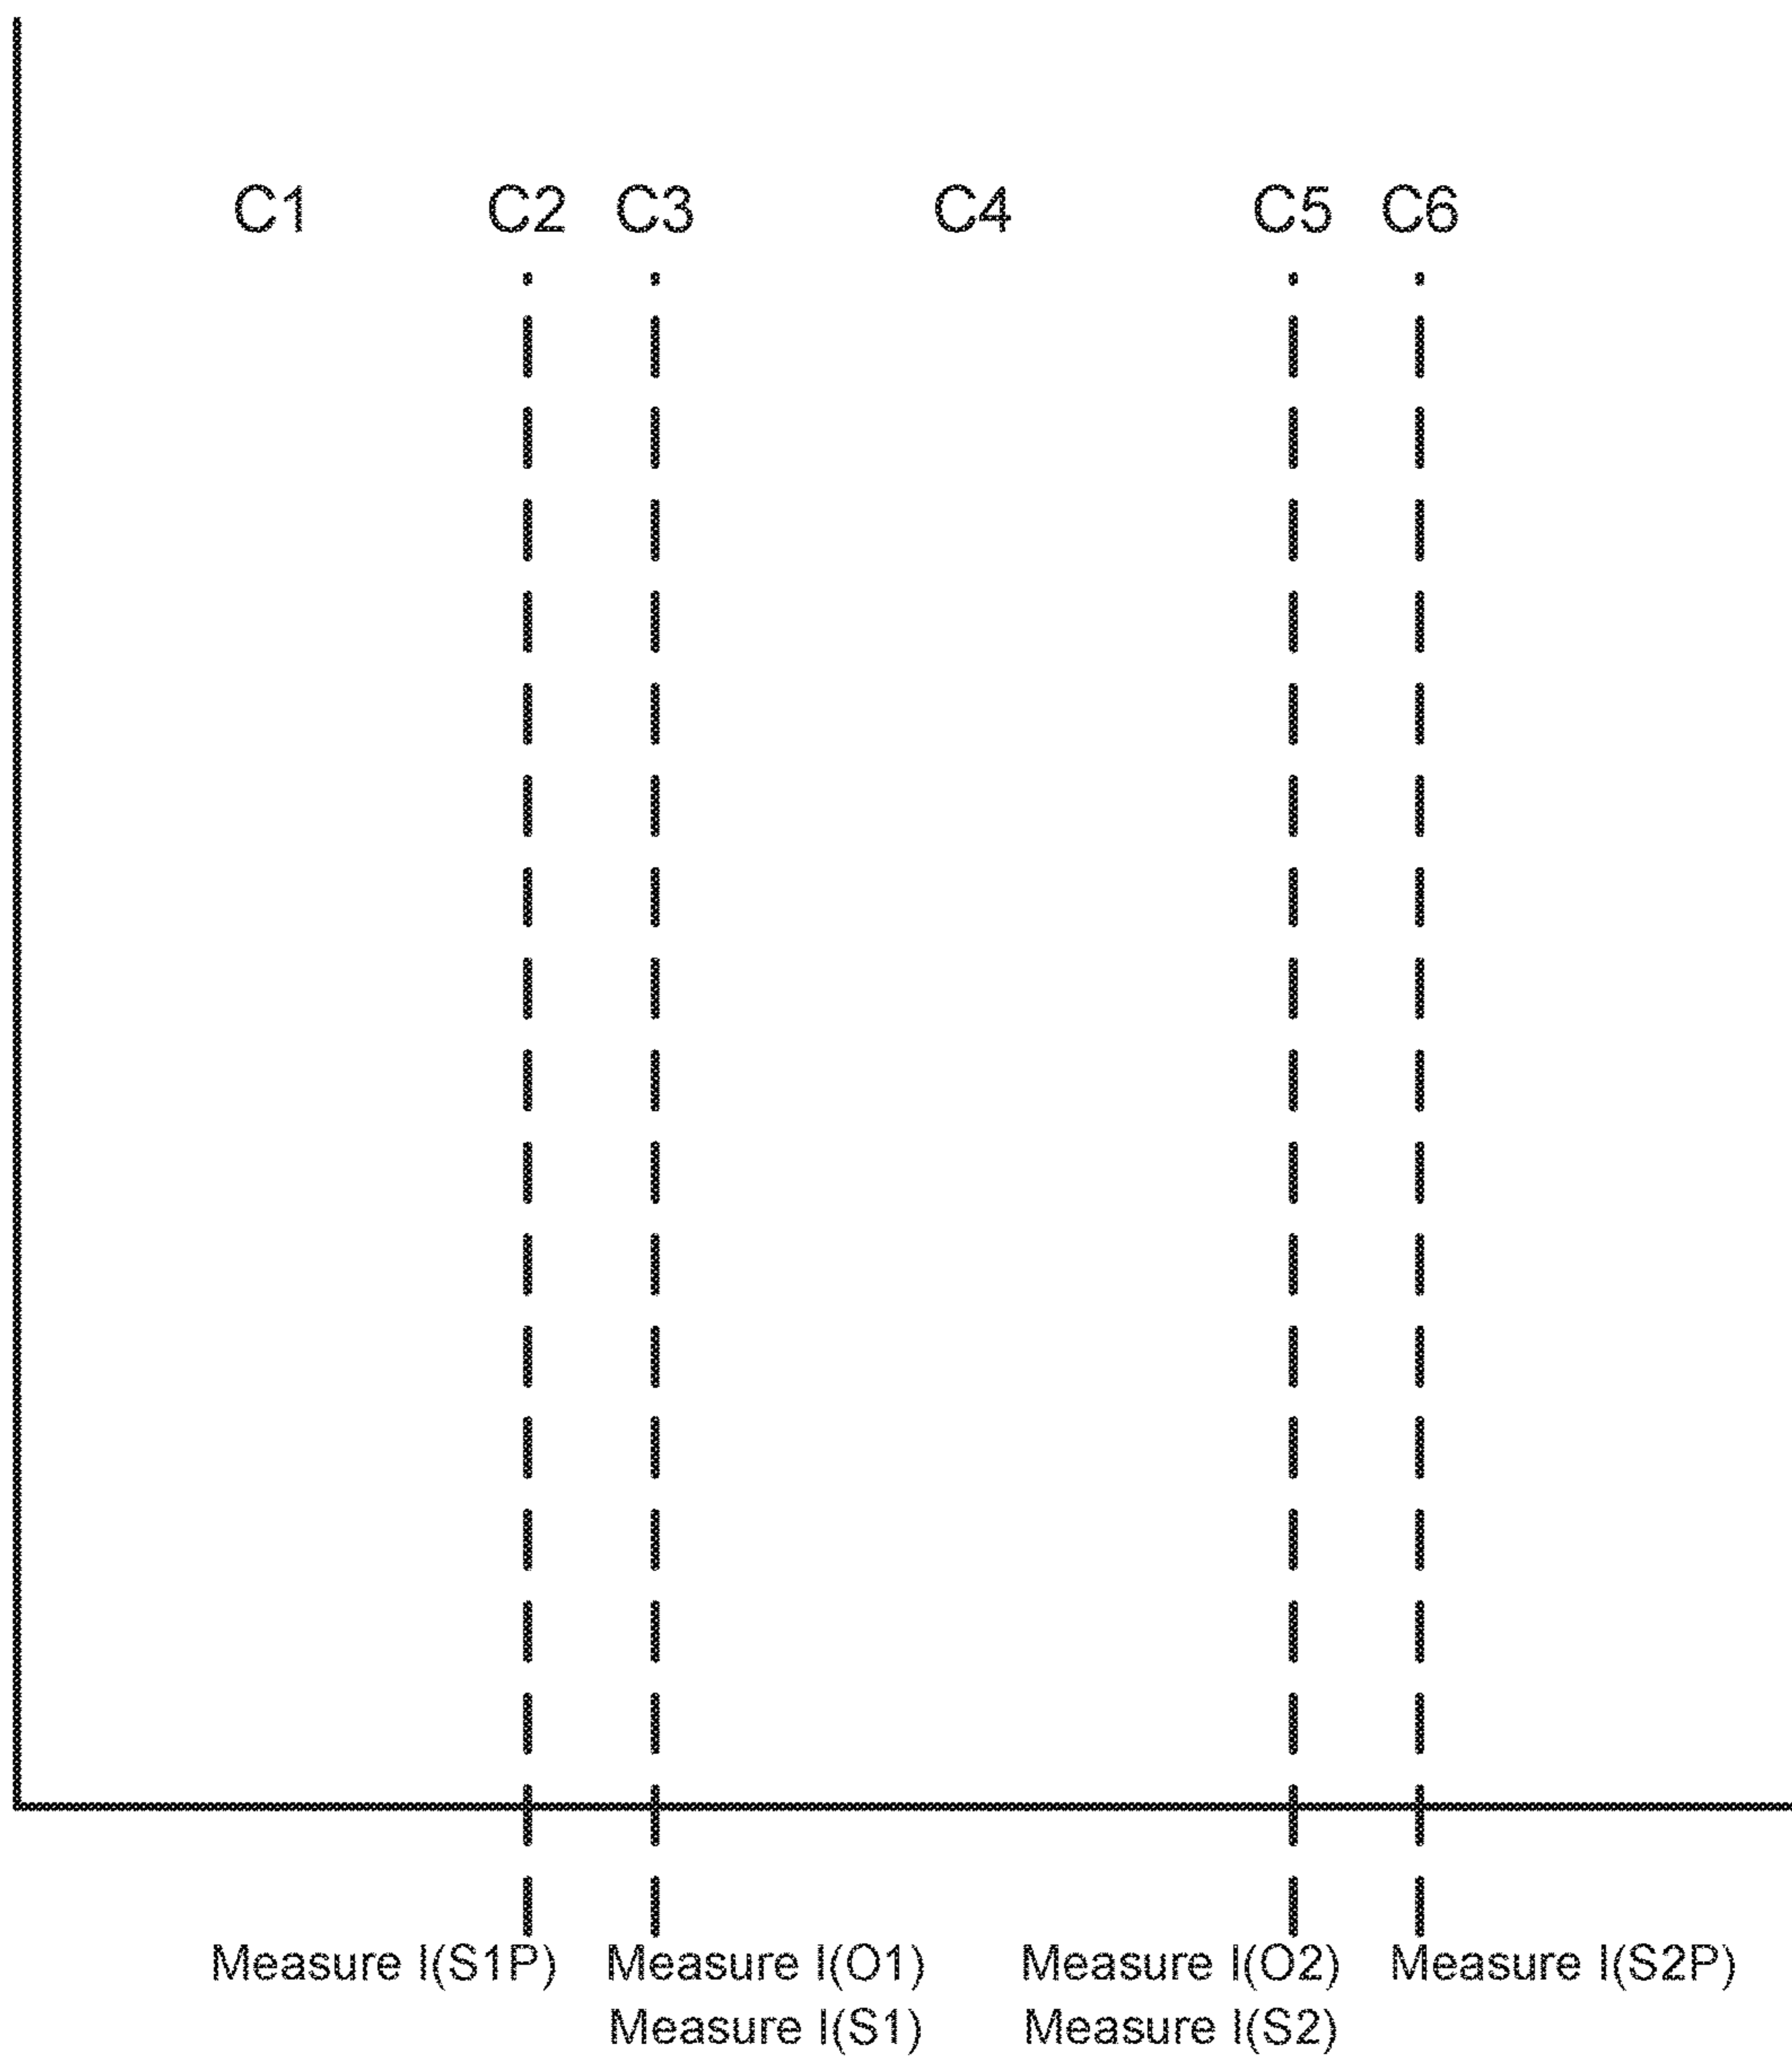 C1 C2 C3 C4 C5 C6
Measure I(S1P) Measure I(O1) Measure I(O2) Measure I(S2P)
Measure I(S1) Measure I(S2)